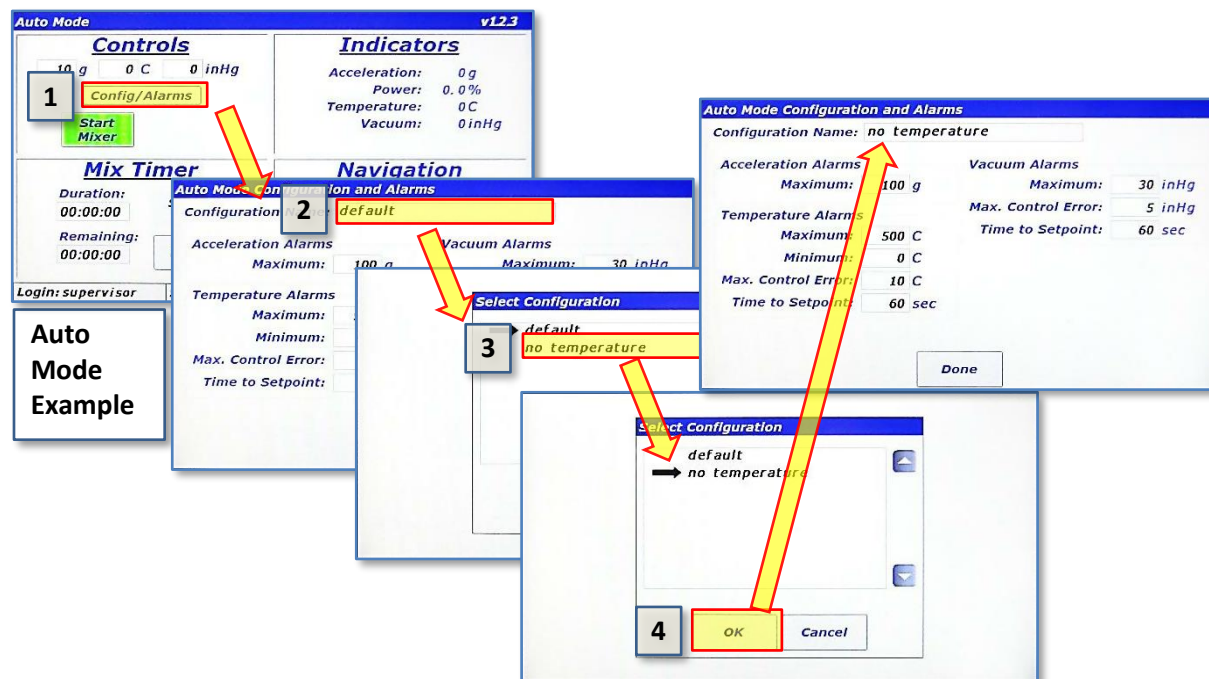 Auto Mode v1.2.3
Controls
10 g 0 C 0 inHg
1
Config/Alarms
Start
Mixer
Indicators
Acceleration: 0 g
Power: 0.0%
Temperature: 0 C
Vacuum: 0 inHg
Mix Timer
Duration:
00:00:00
Remaining:
00:00:00
Navigation
Login: supervisor
Auto
Mode
Example
Auto Mode Configuration and Alarms
2
Configuration Name: default
Acceleration Alarms
Maximum: 100 g
Temperature Alarms
Maximum:
Minimum:
Max. Control Error:
Time to Setpoint:
Vacuum Alarms
Maximum: 30 inHg
Select Configuration
default
3
no temperature
Select Configuration
default
no temperature
4
OK Cancel
Auto Mode Configuration and Alarms
Configuration Name: no temperature
Acceleration Alarms
Maximum: 100 g
Temperature Alarms
Maximum: 500 C
Minimum: 0 C
Max. Control Error: 10 C
Time to Setpoint: 60 sec
Vacuum Alarms
Maximum: 30 inHg
Max. Control Error: 5 inHg
Time to Setpoint: 60 sec
Done